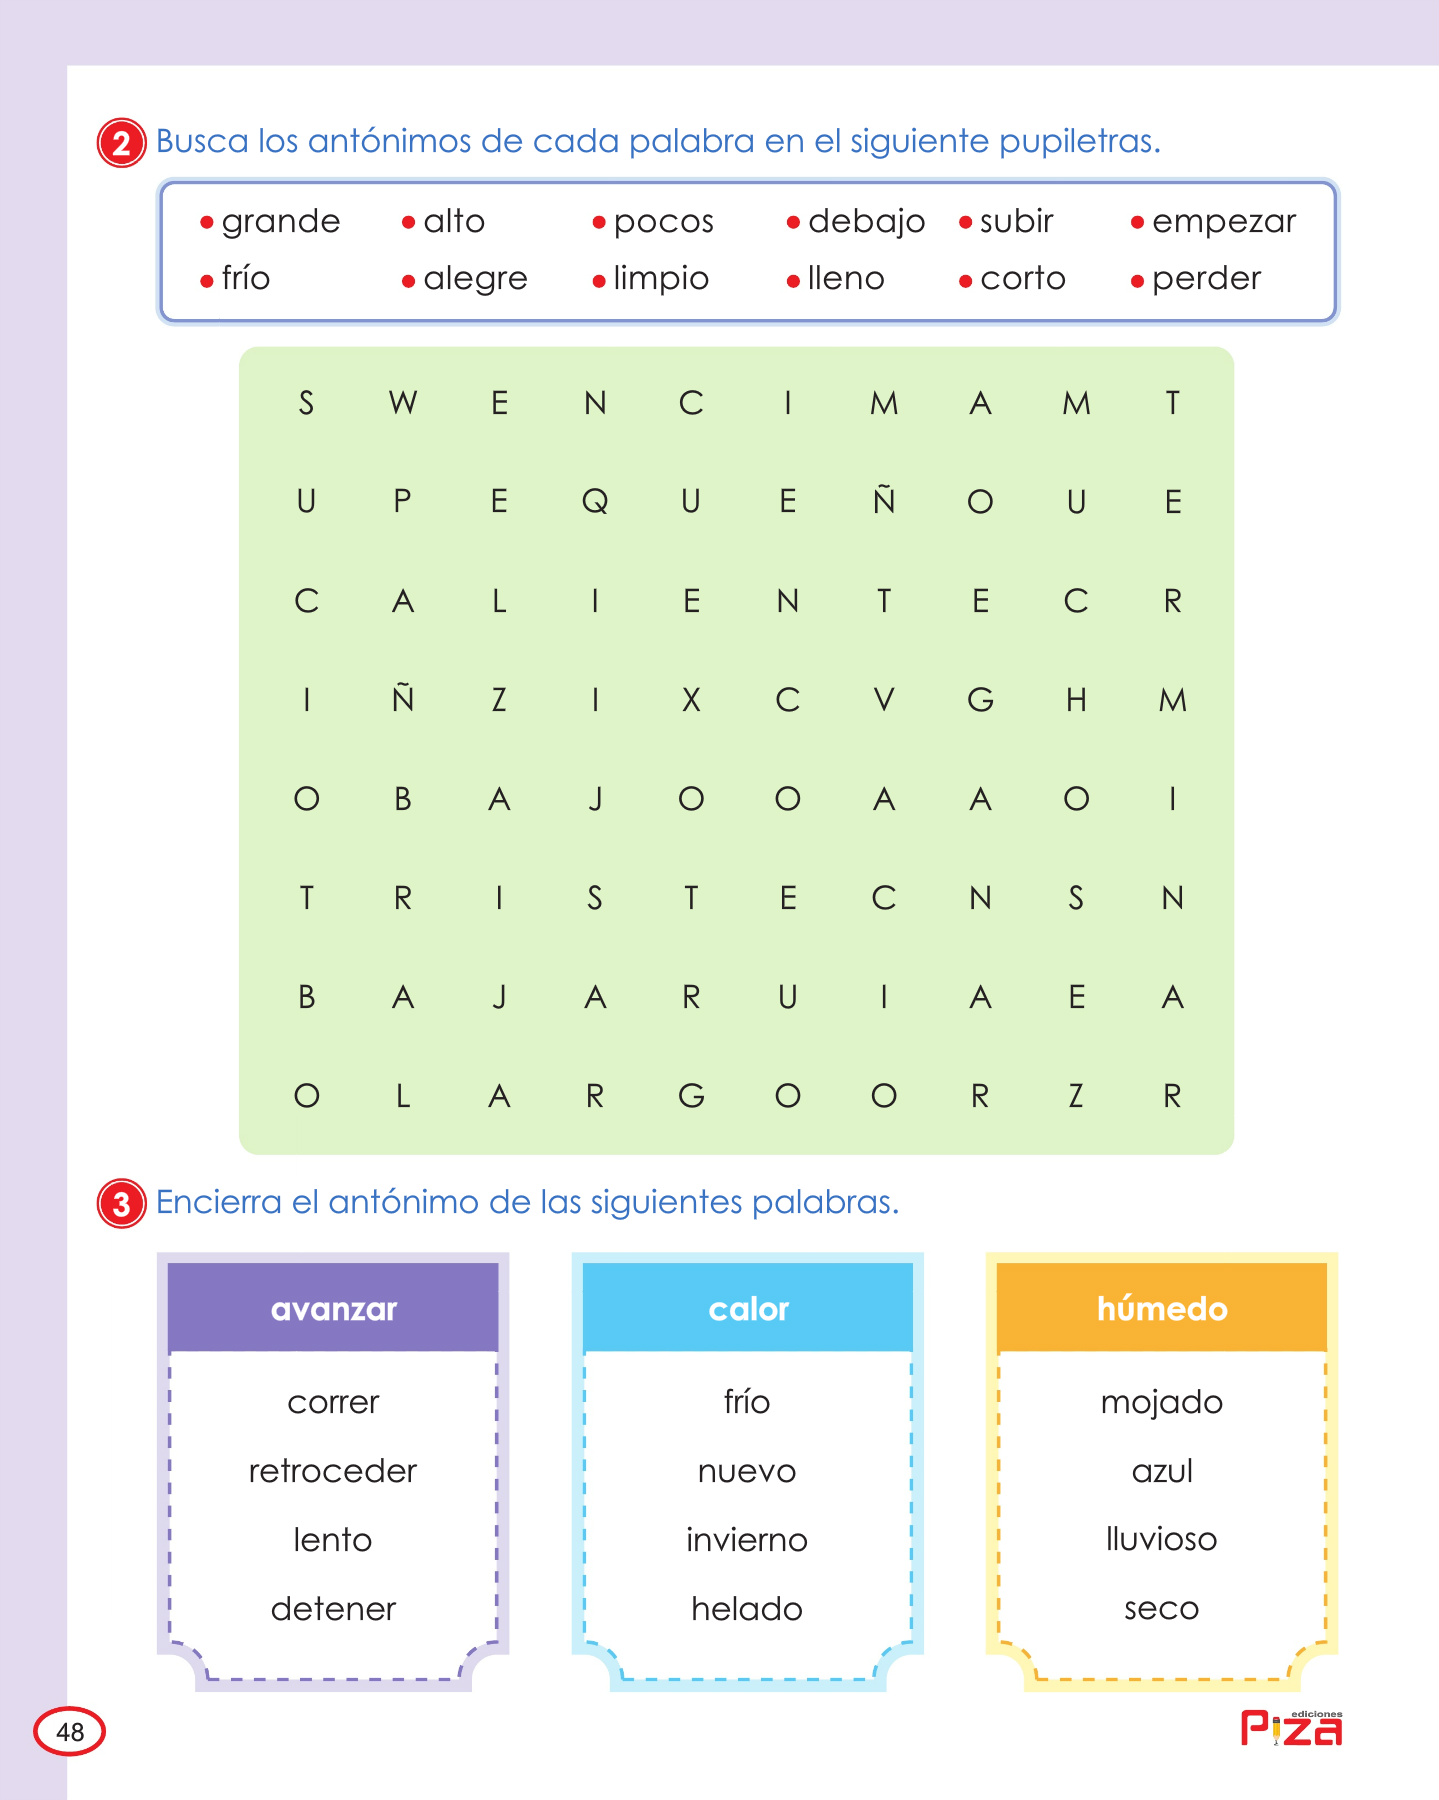 2 Busca los antónimos de cada palabra en el siguiente pupiletras.
• grande • alto • pocos • debajo • subir • empezar
• frío • alegre • limpio • lleno • corto • perder
S W E N C I M A M T
U P E Q U E Ñ O U E
C A L I E N T E C R
I Ñ Z I X C V G H M
O B A J O O A A O I
T R I S T E C N S N
B A J A R U I A E A
O L A R G O O R Z R
3 Encierra el antónimo de las siguientes palabras.
avanzar
correr
retroceder
lento
detener
calor
frío
nuevo
invierno
helado
húmedo
mojado
azul
lluvioso
seco
48
ediciones
Piza